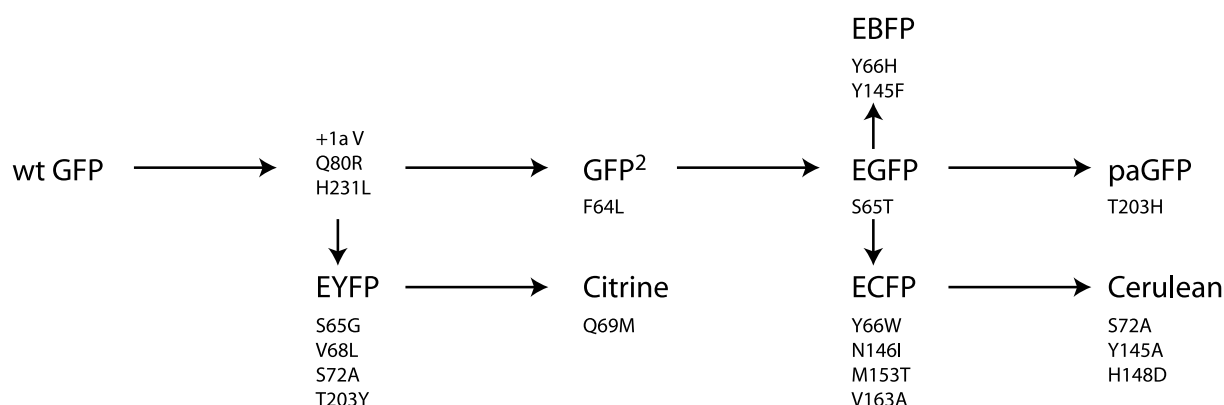 EBFP
Y66H
Y145F
wt GFP
+1a V
Q80R
H231L
GFP²
F64L
EGFP
S65T
paGFP
T203H
EYFP
S65G
V68L
S72A
T203Y
Citrine
Q69M
ECFP
Y66W
N146I
M153T
V163A
Cerulean
S72A
Y145A
H148D